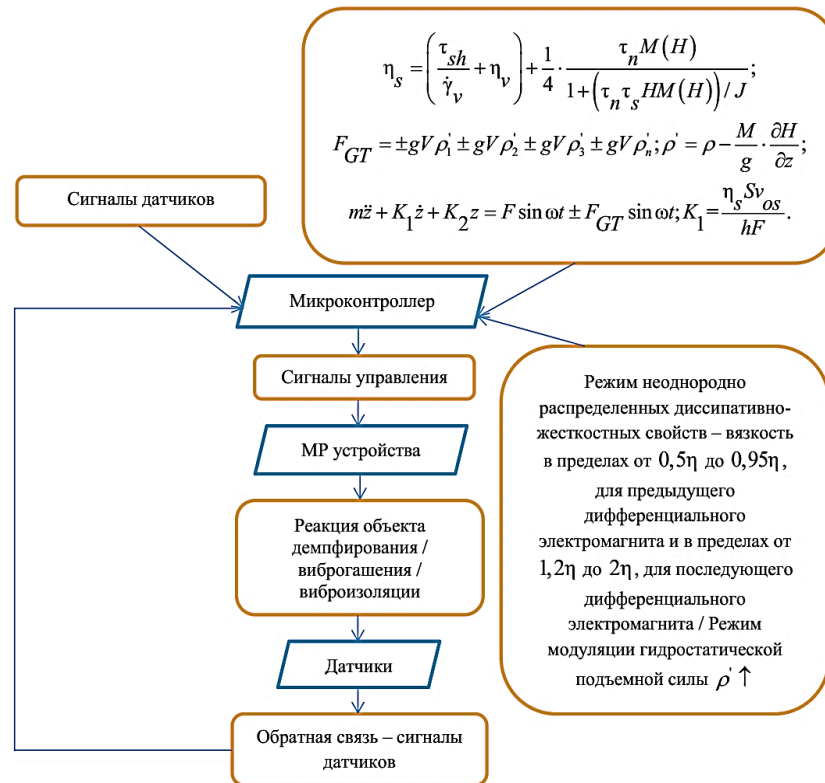 η_s = (τ_sh / γ̇_v + η_v) + 1/4 · τ_n M(H) / (1 + (τ_n τ_s H M(H)) / J);
F_GT = ±gVρ'_1 ± gVρ'_2 ± gVρ'_3 ± gVρ'_n; ρ' = ρ − M/g · ∂H/∂z;
mz̈ + K_1 ż + K_2 z = F sin ωt ± F_GT sin ωt; K_1 = η_s S v_os / hF.
Сигналы датчиков
Микроконтроллер
Сигналы управления
МР устройства
Реакция объекта
демпфирования /
виброгашения /
виброизоляции
Датчики
Обратная связь – сигналы
датчиков
Режим неоднородно
распределенных диссипативно-
жесткостных свойств – вязкость
в пределах от 0,5η до 0,95η,
для предыдущего
дифференциального
электромагнита и в пределах от
1,2η до 2η, для последующего
дифференциального
электромагнита / Режим
модуляции гидростатической
подъемной силы ρ' ↑